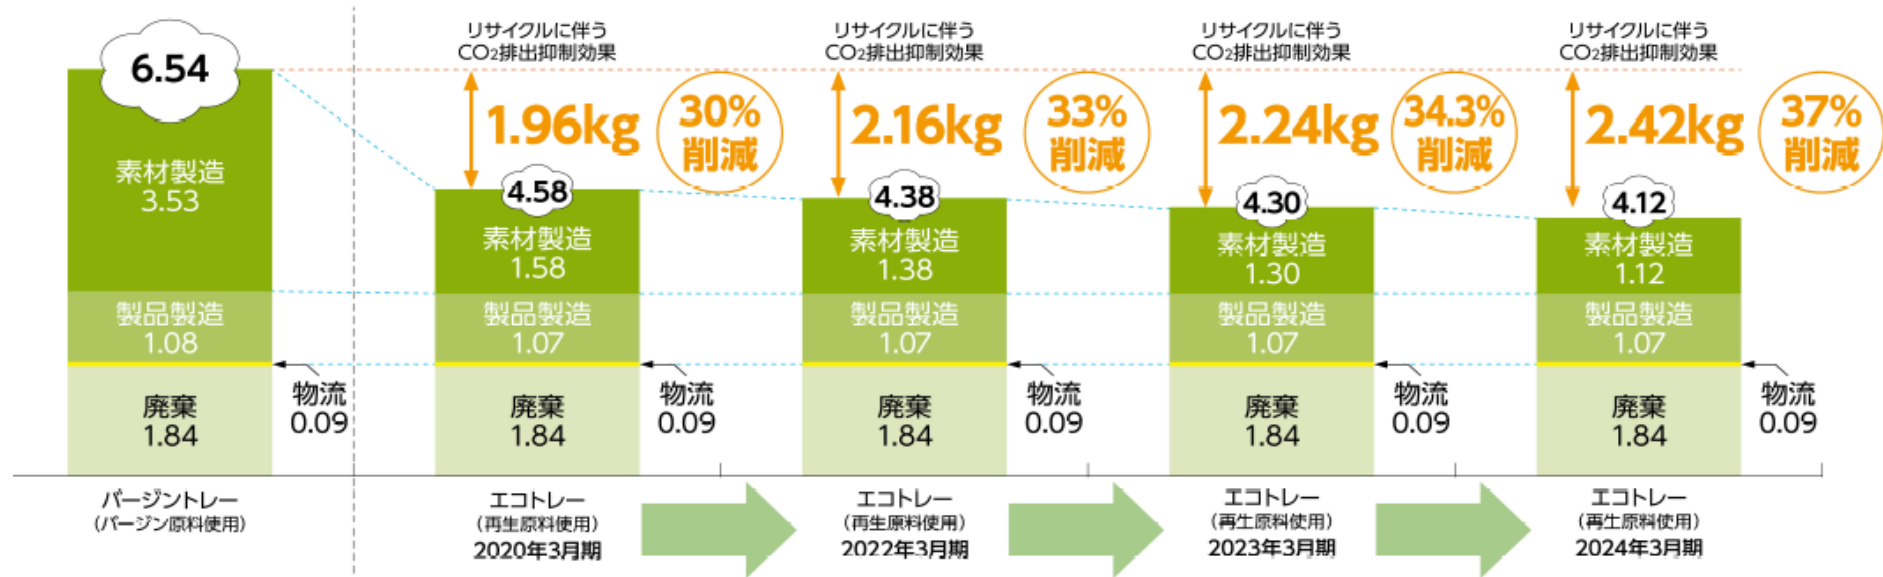 6.54
素材製造
3.53
製品製造
1.08
物流
0.09
廃棄
1.84
バージントレー
(バージン原料使用)
リサイクルに伴う
CO2排出抑制効果
1.96kg
30%
削減
4.58
素材製造
1.58
製品製造
1.07
物流
0.09
廃棄
1.84
エコトレー
(再生原料使用)
2020年3月期
リサイクルに伴う
CO2排出抑制効果
2.16kg
33%
削減
4.38
素材製造
1.38
製品製造
1.07
物流
0.09
廃棄
1.84
エコトレー
(再生原料使用)
2022年3月期
リサイクルに伴う
CO2排出抑制効果
2.24kg
34.3%
削減
4.30
素材製造
1.30
製品製造
1.07
物流
0.09
廃棄
1.84
エコトレー
(再生原料使用)
2023年3月期
リサイクルに伴う
CO2排出抑制効果
2.42kg
37%
削減
4.12
素材製造
1.12
製品製造
1.07
物流
0.09
廃棄
1.84
エコトレー
(再生原料使用)
2024年3月期